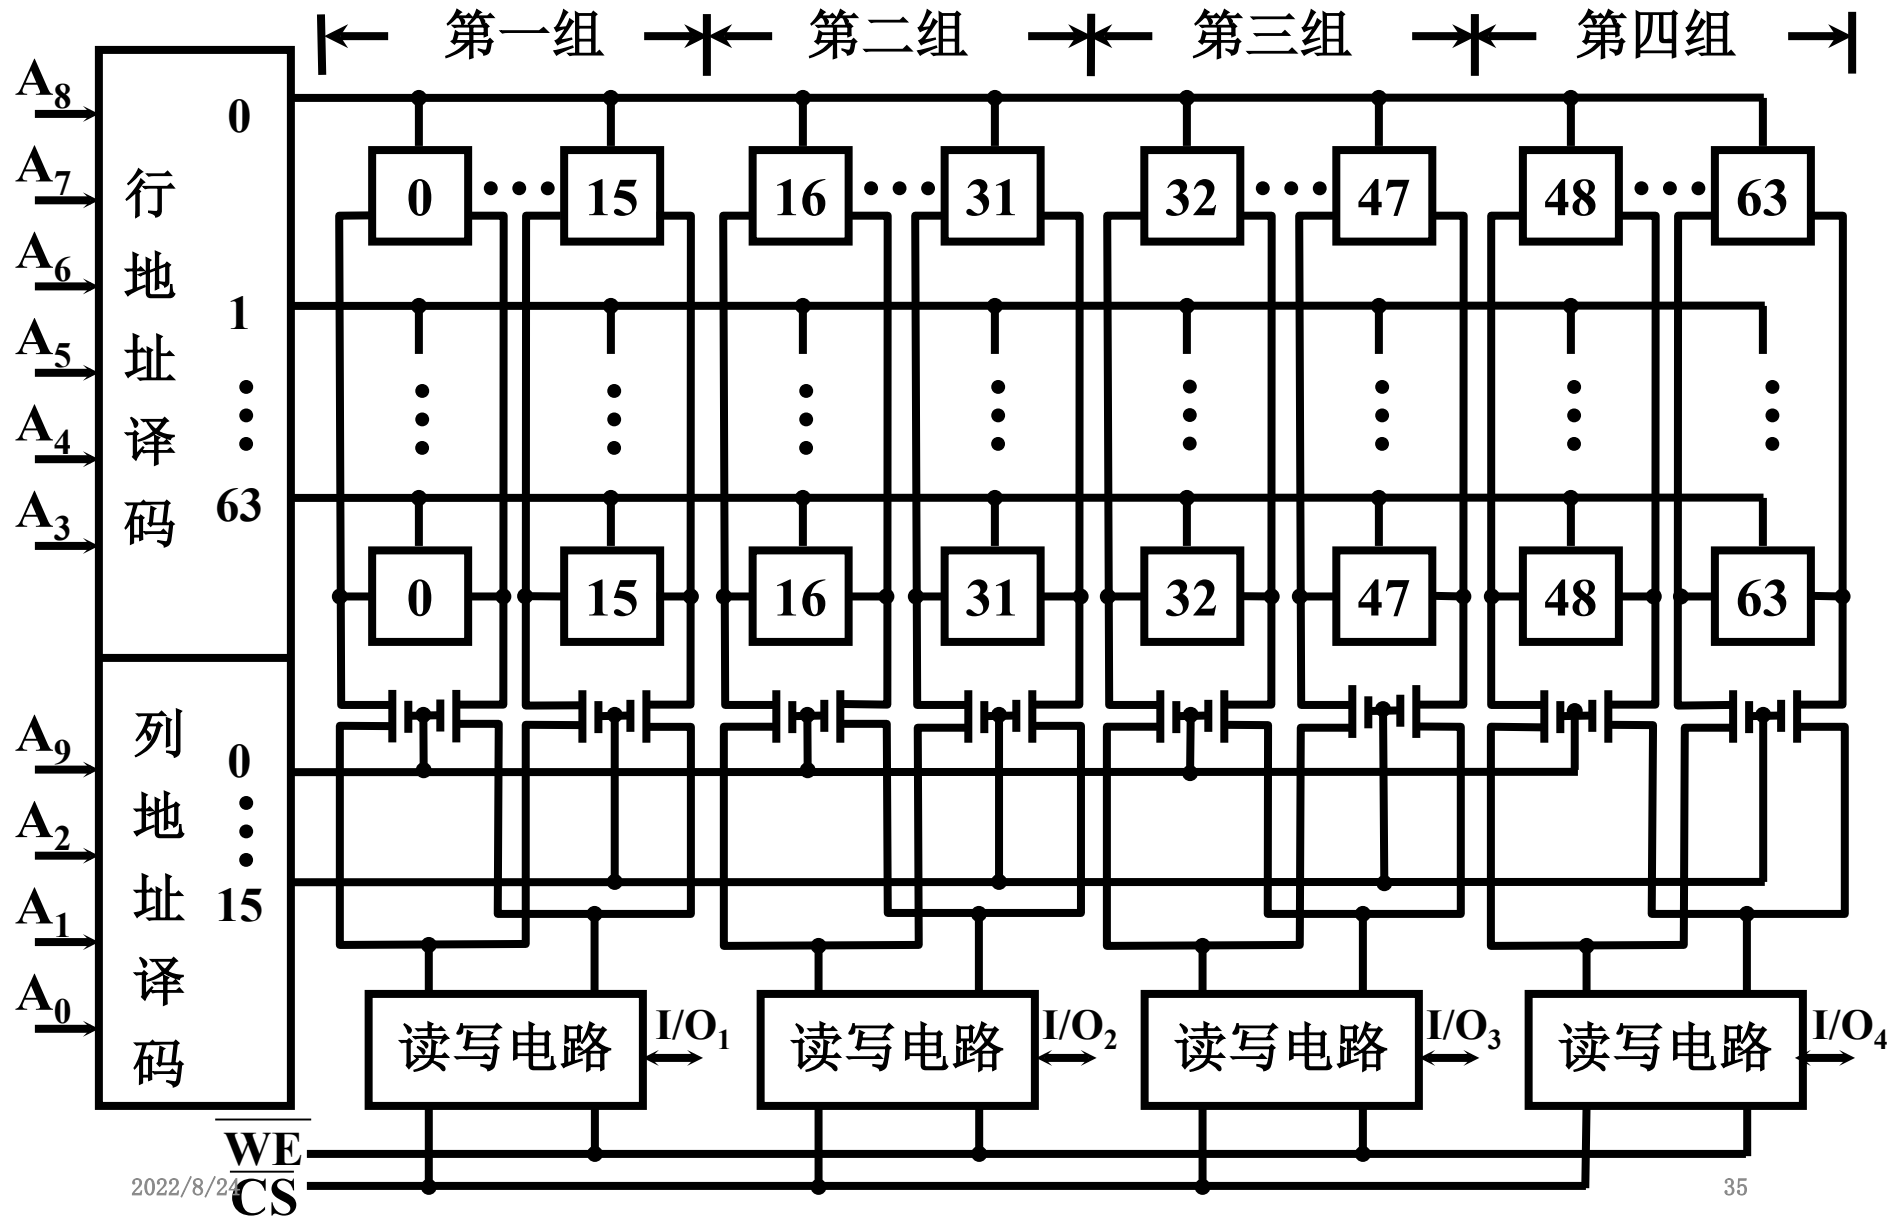 第一组 第二组 第三组 第四组
A8
A7
A6
A5
A4
A3
行地址译码
0
1
63
0 15 16 31 32 47 48 63
0 15 16 31 32 47 48 63
A9
A2
A1
A0
列地址译码
0
15
读写电路 I/O1 读写电路 I/O2 读写电路 I/O3 读写电路 I/O4
WE
CS
2022/8/24
35